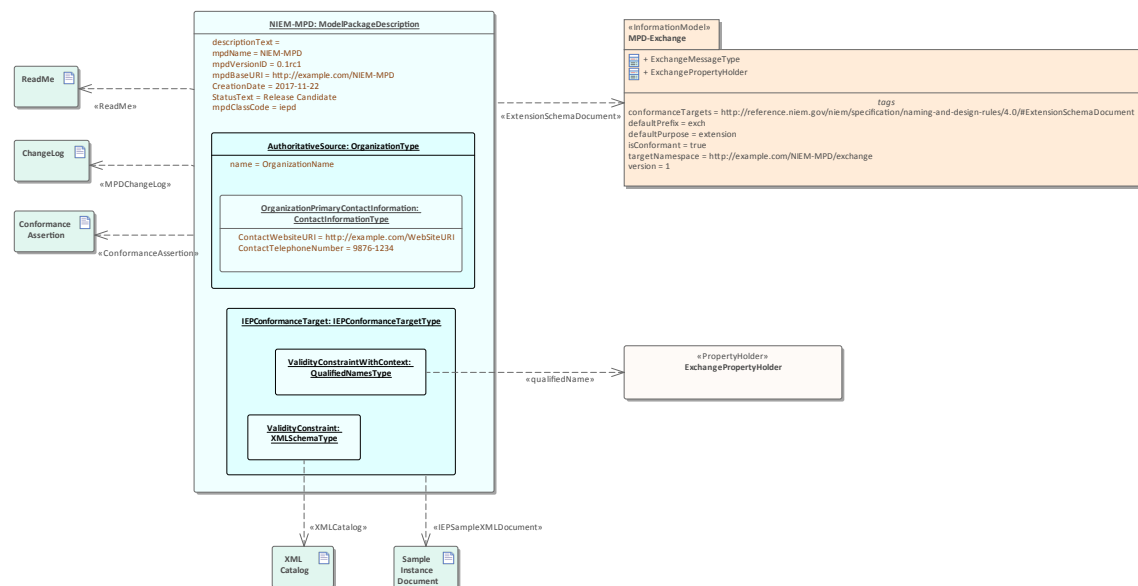 NIEM-MPD: ModelPackageDescription
descriptionText =
mpdName = NIEM-MPD
mpdVersionID = 0.1rc1
mpdBaseURI = http://example.com/NIEM-MPD
CreationDate = 2017-11-22
StatusText = Release Candidate
mpdClassCode = iepd
ReadMe
«ReadMe»
ChangeLog
«MPDChangeLog»
Conformance
Assertion
«ConformanceAssertion»
AuthoritativeSource: OrganizationType
name = OrganizationName
OrganizationPrimaryContactInformation:
ContactInformationType
ContactWebsiteURI = http://example.com/WebSiteURI
ContactTelephoneNumber = 9876-1234
IEPConformanceTarget: IEPConformanceTargetType
ValidityConstraintWithContext:
QualifiedNamesType
ValidityConstraint:
XMLSchemaType
«ExtensionSchemaDocument»
«InformationModel»
MPD-Exchange
+ ExchangeMessageType
+ ExchangePropertyHolder
tags
conformanceTargets = http://reference.niem.gov/niem/specification/naming-and-design-rules/4.0/#ExtensionSchemaDocument
defaultPrefix = exch
defaultPurpose = extension
isConformant = true
targetNamespace = http://example.com/NIEM-MPD/exchange
version = 1
«qualifiedName»
«PropertyHolder»
ExchangePropertyHolder
«XMLCatalog»
«IEPSampleXMLDocument»
XML
Catalog
Sample
Instance
Document